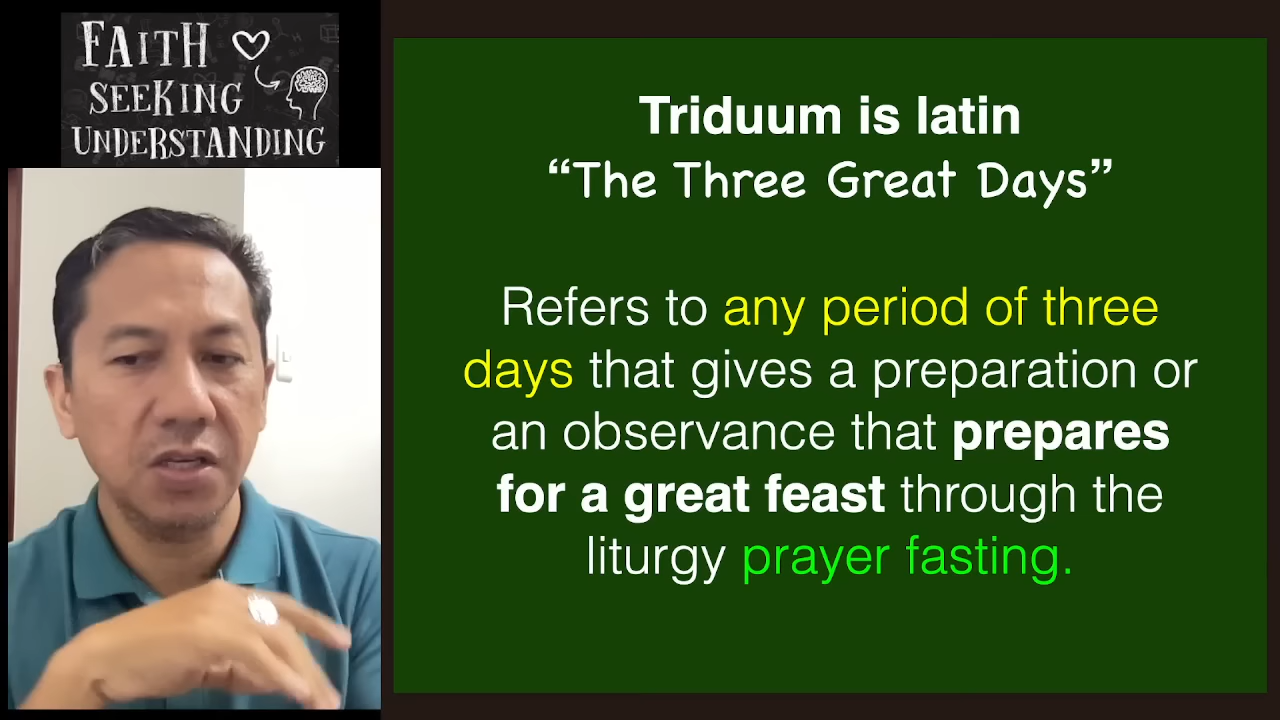 FAITH
SEEKING
UNDERSTANDING
Triduum is latin
“The Three Great Days”
Refers to any period of three
days that gives a preparation or
an observance that prepares
for a great feast through the
liturgy prayer fasting.